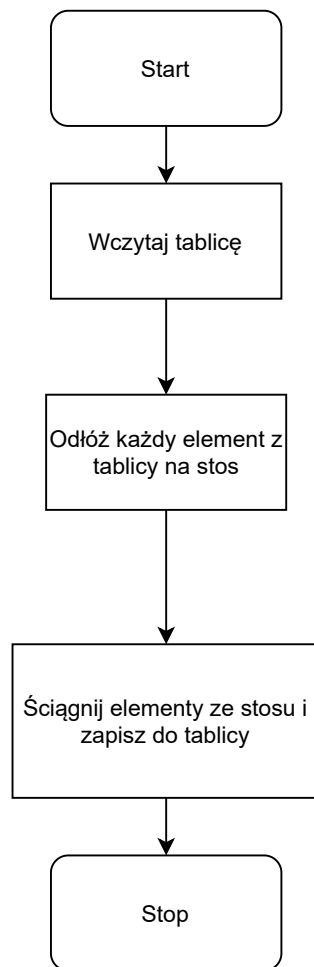 Start
Wczytaj tablicę
Odłóż każdy element z
tablicy na stos
Ściągnij elementy ze stosu i
zapisz do tablicy
Stop